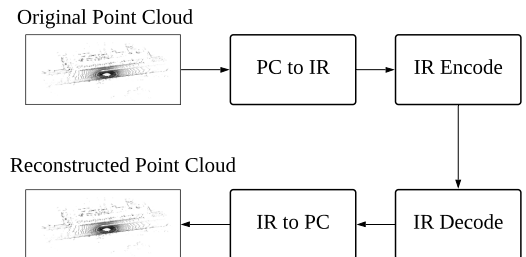 Original Point Cloud
PC to IR
IR Encode
Reconstructed Point Cloud
IR to PC
IR Decode